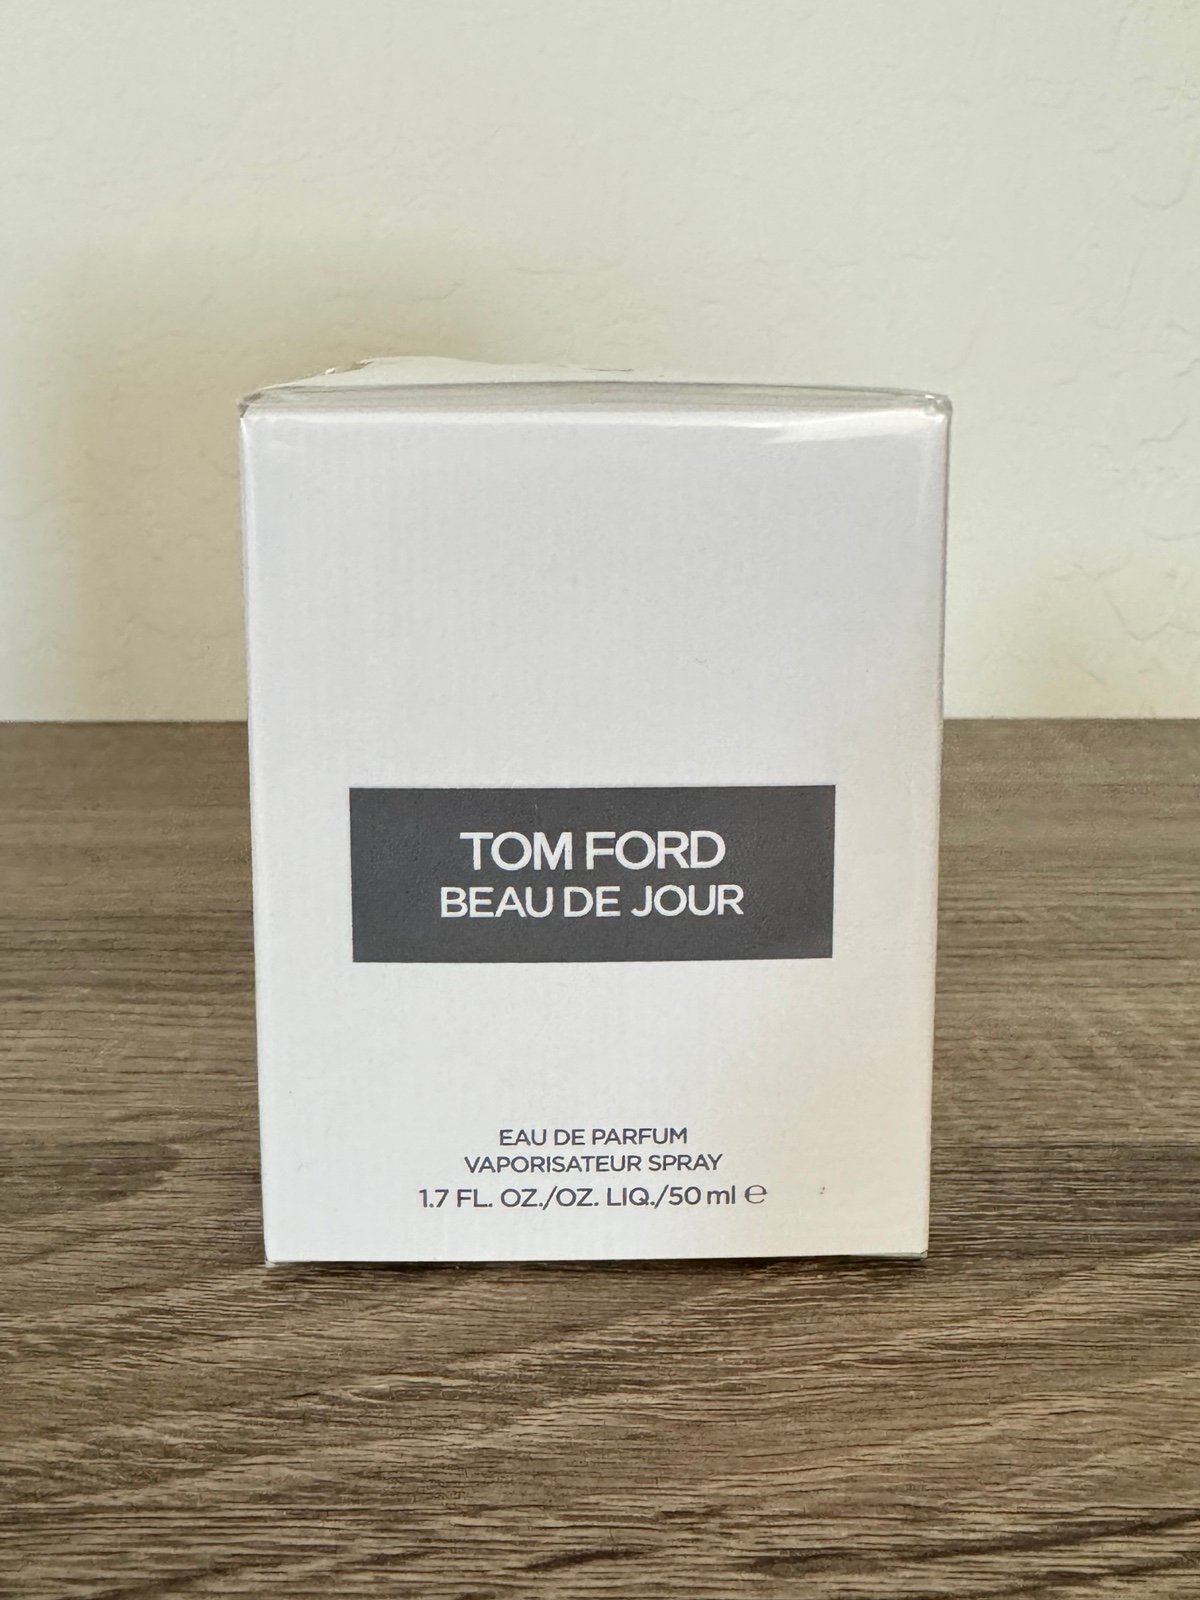 TOM FORD
BEAU DE JOUR
EAU DE PARFUM
VAPORISATEUR SPRAY
1.7 FL. OZ./OZ. LIQ./50 ml ℮